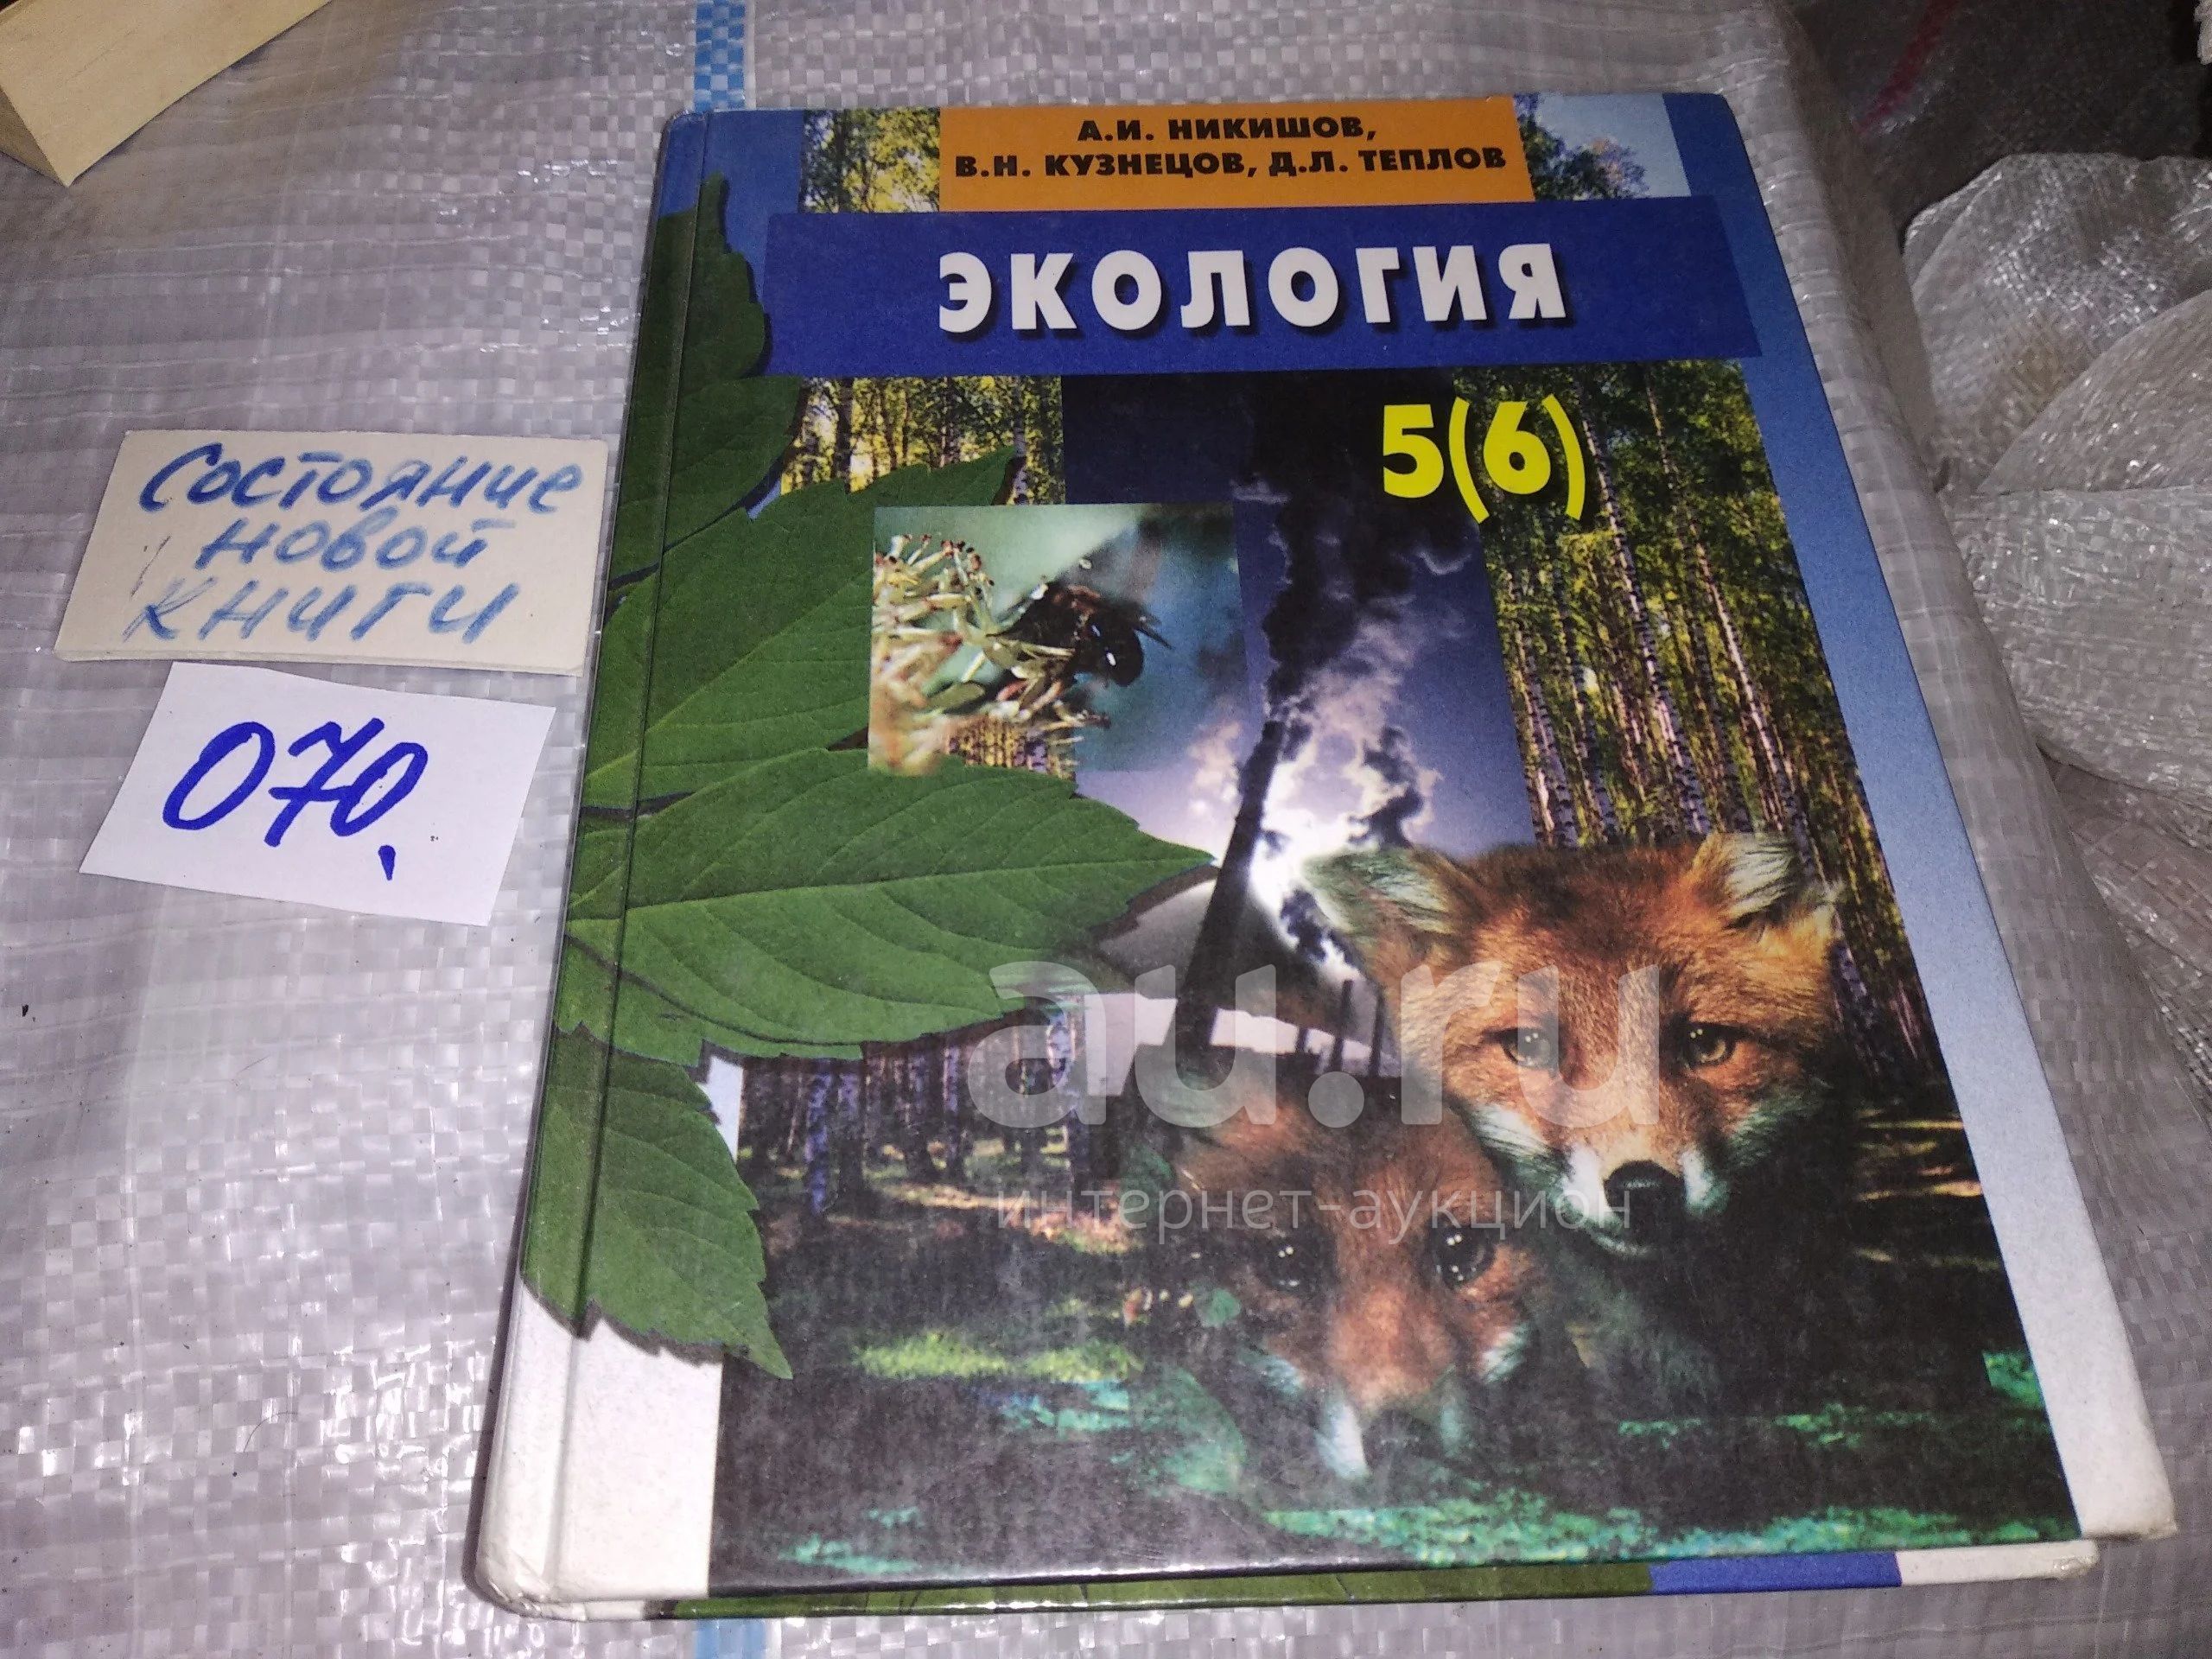 А.И. НИКИШОВ,
В.Н. КУЗНЕЦОВ, Д.Л. ТЕПЛОВ
ЭКОЛОГИЯ
5(6)
Состояние
новой
книги
070.
au.ru
интернет-аукцион